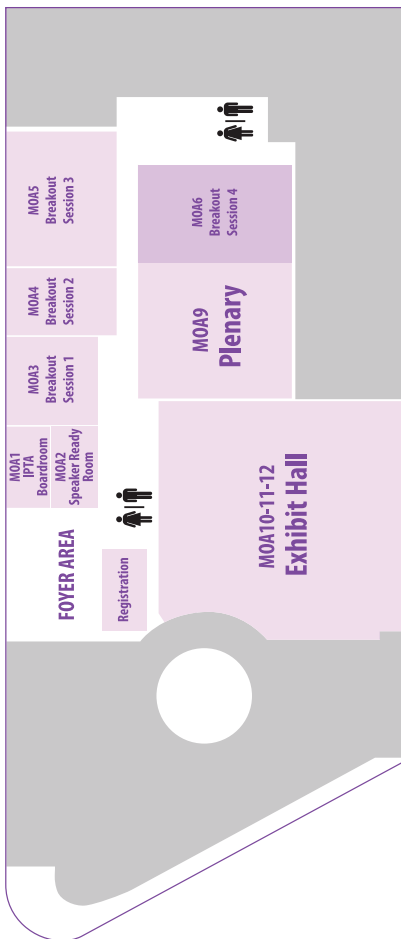 MOA5
Breakout
Session 3
MOA6
Breakout
Session 4
MOA4
Breakout
Session 2
MOA9
Plenary
MOA3
Breakout
Session 1
MOA1
IPTA
Boardroom
MOA2
Speaker Ready
Room
MOA10-11-12
Exhibit Hall
FOYER AREA
Registration